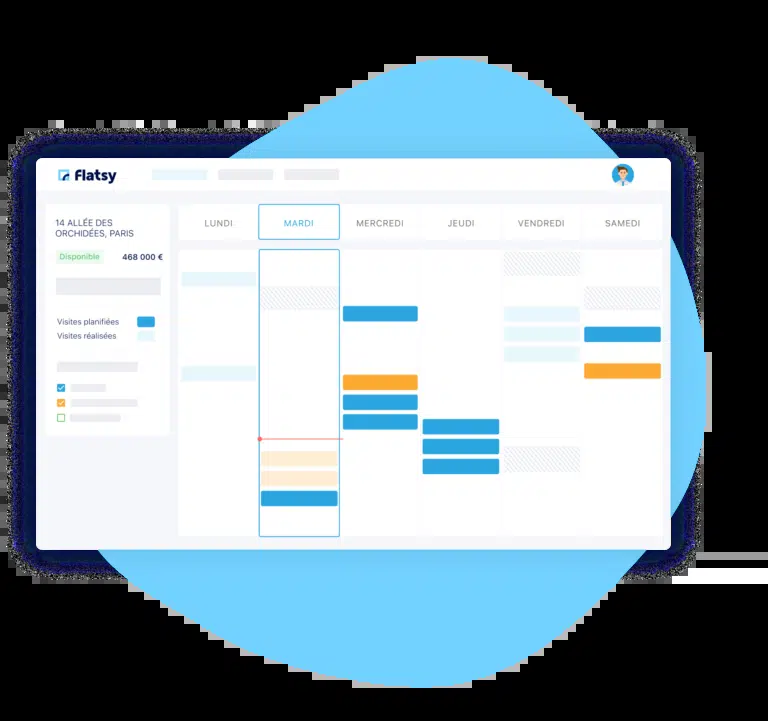 flatsy
14 ALLÉE DES
ORCHIDÉES, PARIS
Disponible 468 000 €
Visites planifiées
Visites réalisées
LUNDI MARDI MERCREDI JEUDI VENDREDI SAMEDI